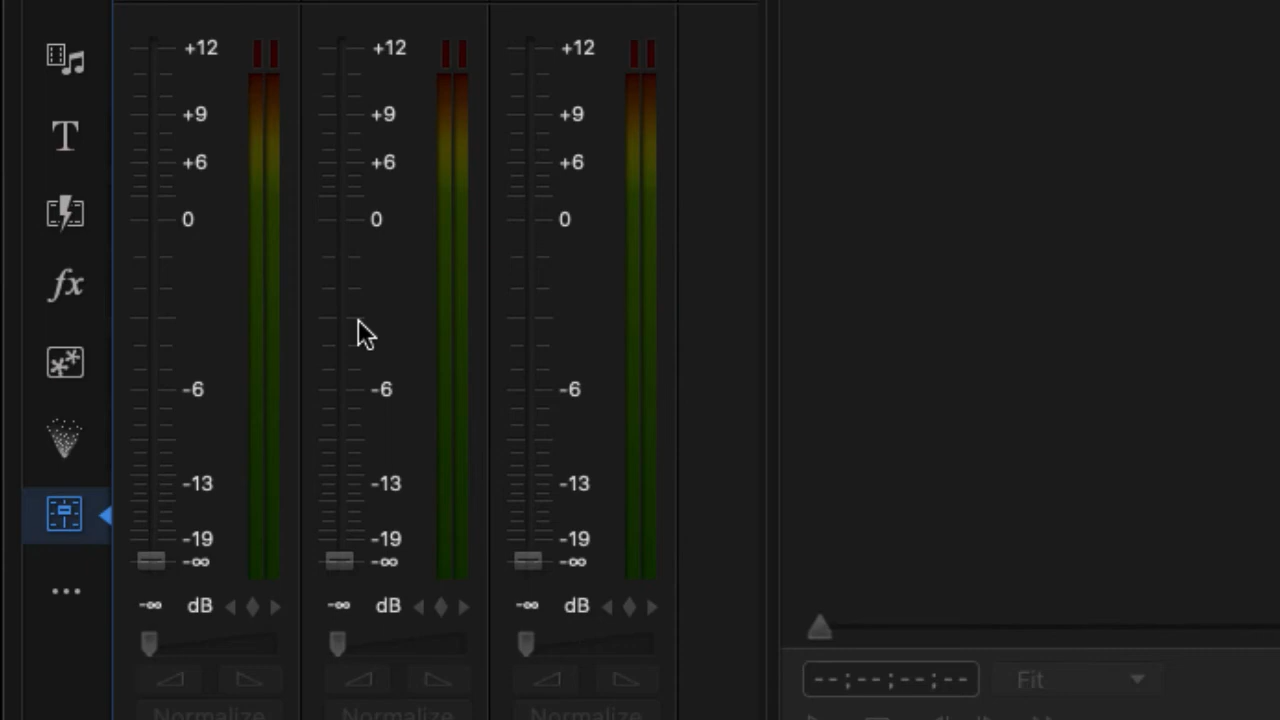 +12 +12 +12
T
+9 +9 +9
+6 +6 +6
0 0 0
fx
-6 -6 -6
-13 -13 -13
-19 -19 -19
-∞ -∞ -∞
-∞ dB -∞ dB -∞ dB
--;--;--;-- Fit
Normalize Normalize Normalize